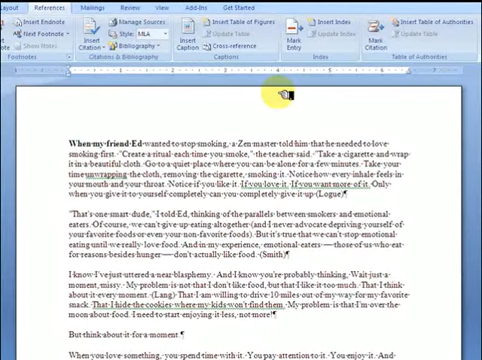 Layout References Mailings Review View Add-Ins Get Started
Insert Endnote Manage Sources Insert Table of Figures Insert Index Insert Table of Authorities
Next Footnote Insert Citation Style: MLA Insert Caption Update Table Mark Entry Update Index Mark Citation Update Table
Show Notes Bibliography Cross-reference
Footnotes Citations & Bibliography Captions Index Table of Authorities
When my friend Ed wanted to stop smoking, a Zen master told him that he needed to love
smoking first. "Create a ritual each time you smoke," the teacher said. "Take a cigarette and wrap
it in a beautiful cloth. Go to a quiet place where you can be alone for a few minutes. Take your
time unwrapping the cloth, removing the cigarette, smoking it. Notice how every inhale feels in
your mouth and your throat. Notice if you like it. If you love it. If you want more of it. Only
when you give it to yourself completely can you completely give it up (Logue)¶
"That's one smart dude," I told Ed, thinking of the parallels between smokers and emotional
eaters. Of course, we can't give up eating altogether (and I never advocate depriving yourself of
your favorite foods or even your non-favorite foods). But it's true that we can't stop emotional
eating until we really love food. And in my experience, emotional eaters—those of us who eat
for reasons besides hunger—don't actually like food. (Smith)¶
I know I've just uttered a near blasphemy. And I know you're probably thinking, Wait just a
moment, missy. My problem is not that I don't like food, but that I like it too much. That I think
about it every moment. (Lang) That I am willing to drive 10 miles out of my way for my favorite
snack. That I hide the cookies where my kids won't find them. My problem is that I'm over the
moon about food. I need to start enjoying it less, not more!¶
But think about it for a moment.¶
When you love something, you spend time with it. You pay attention to it. You enjoy it. And